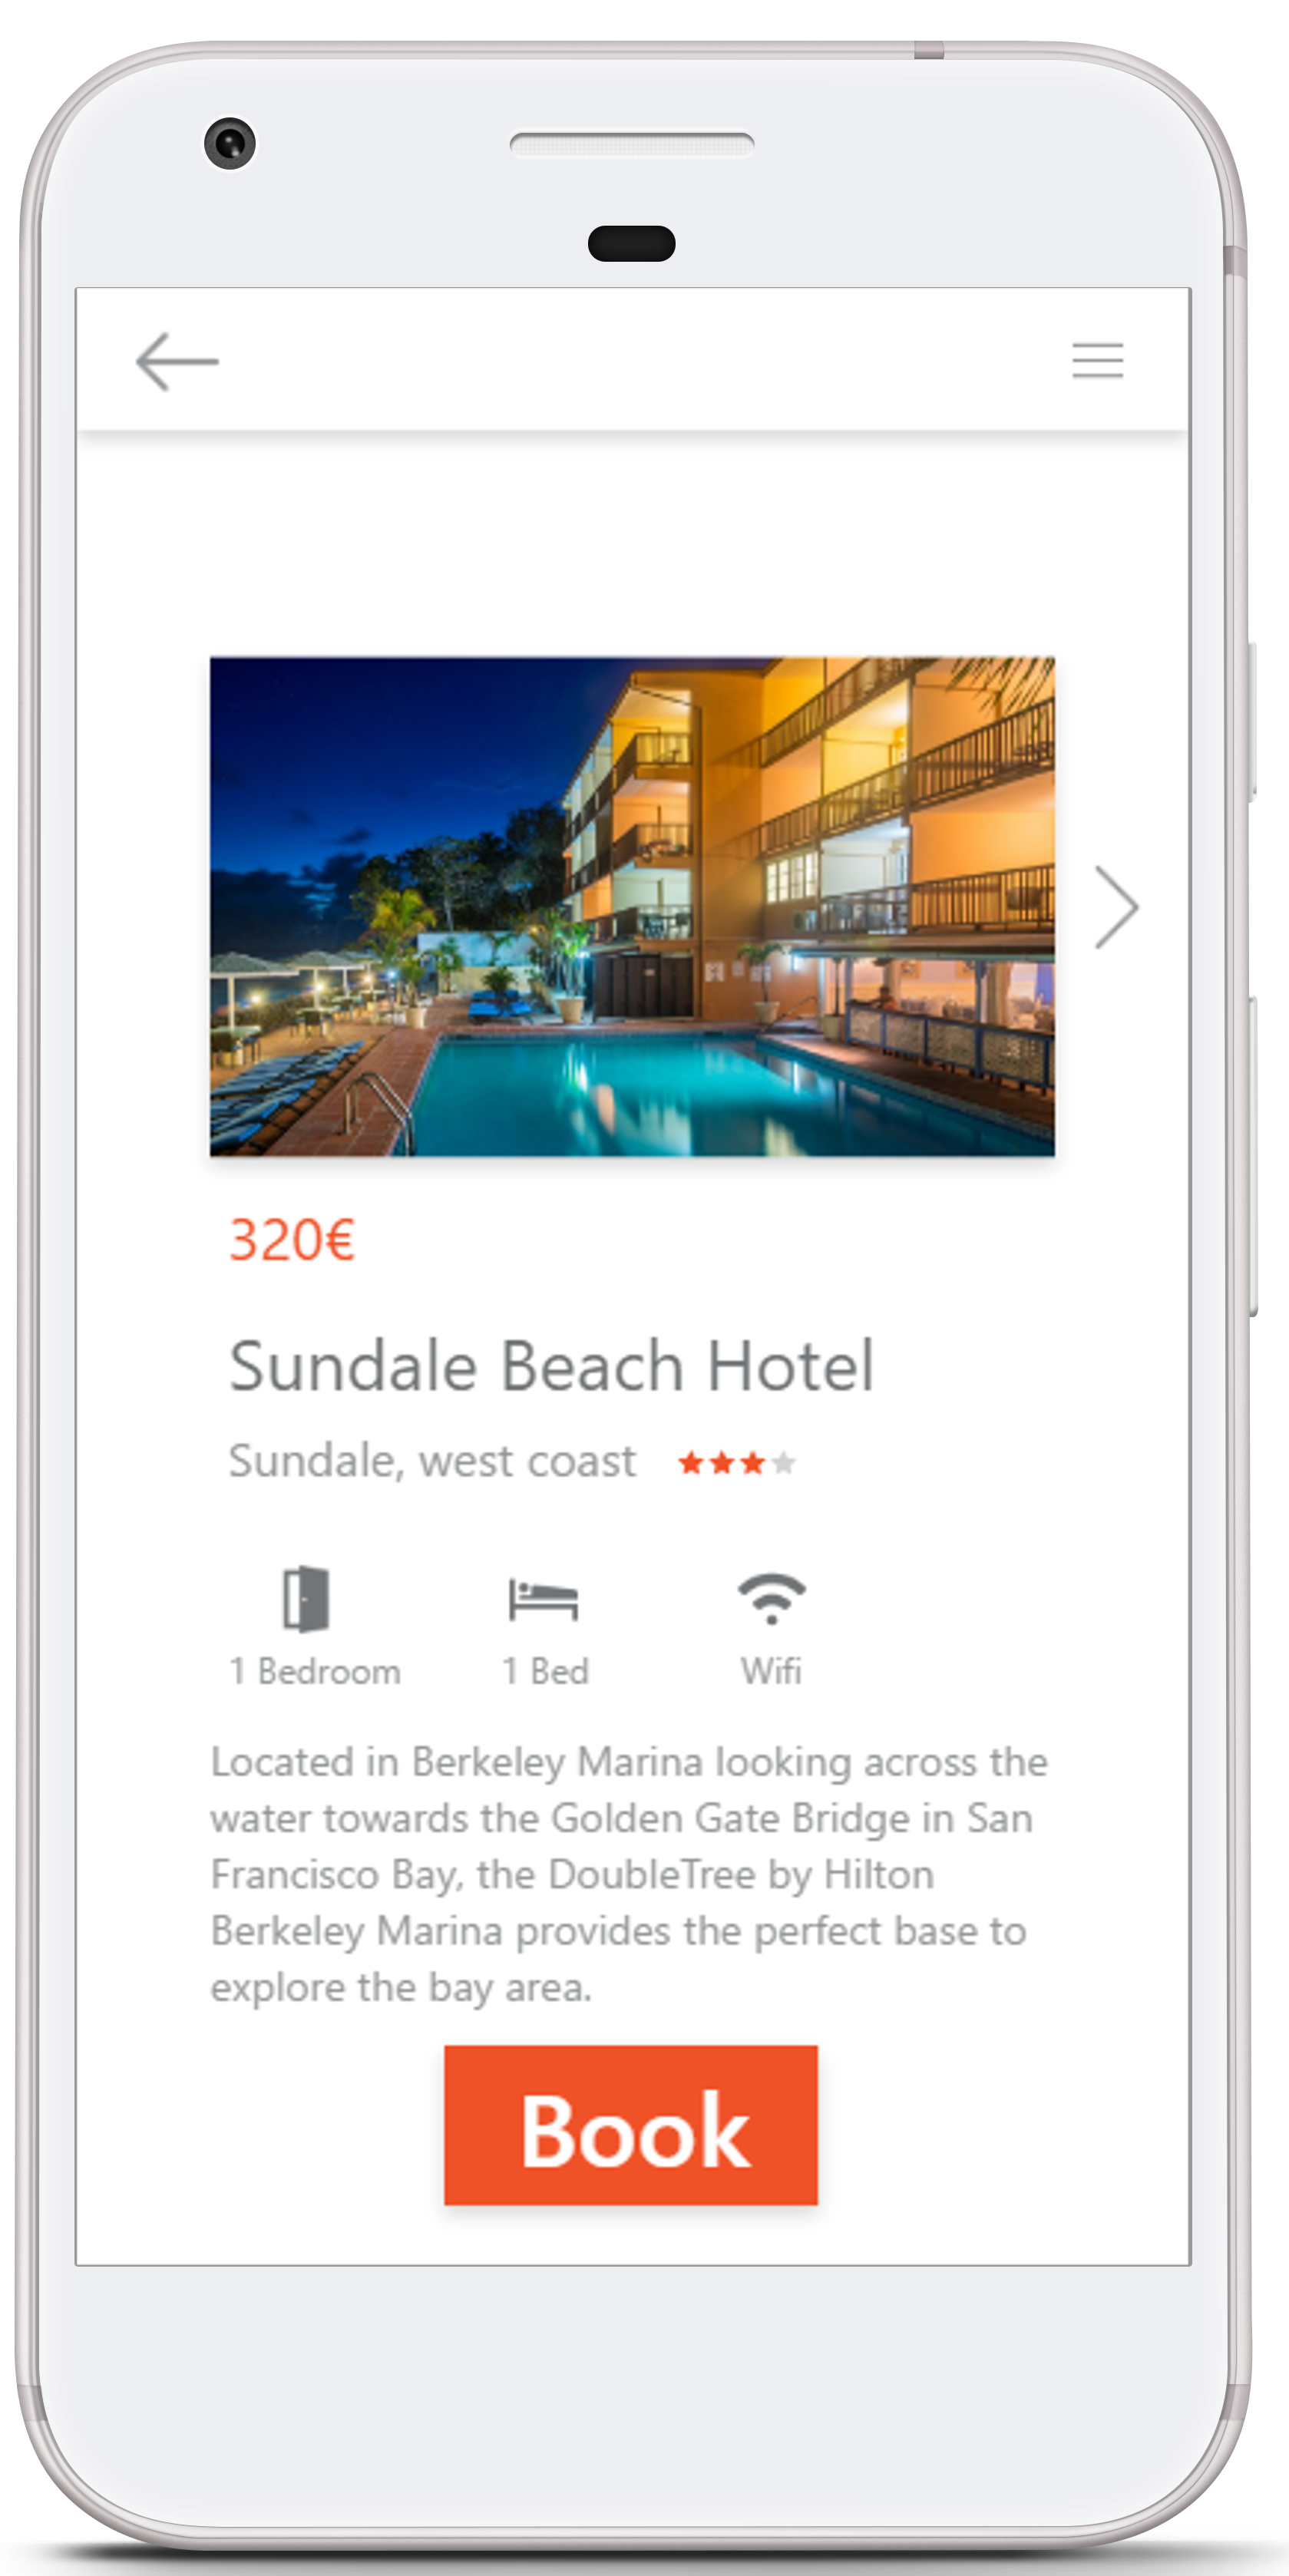 320€
Sundale Beach Hotel
Sundale, west coast
1 Bedroom
1 Bed
Wifi
Located in Berkeley Marina looking across the
water towards the Golden Gate Bridge in San
Francisco Bay, the DoubleTree by Hilton
Berkeley Marina provides the perfect base to
explore the bay area.
Book